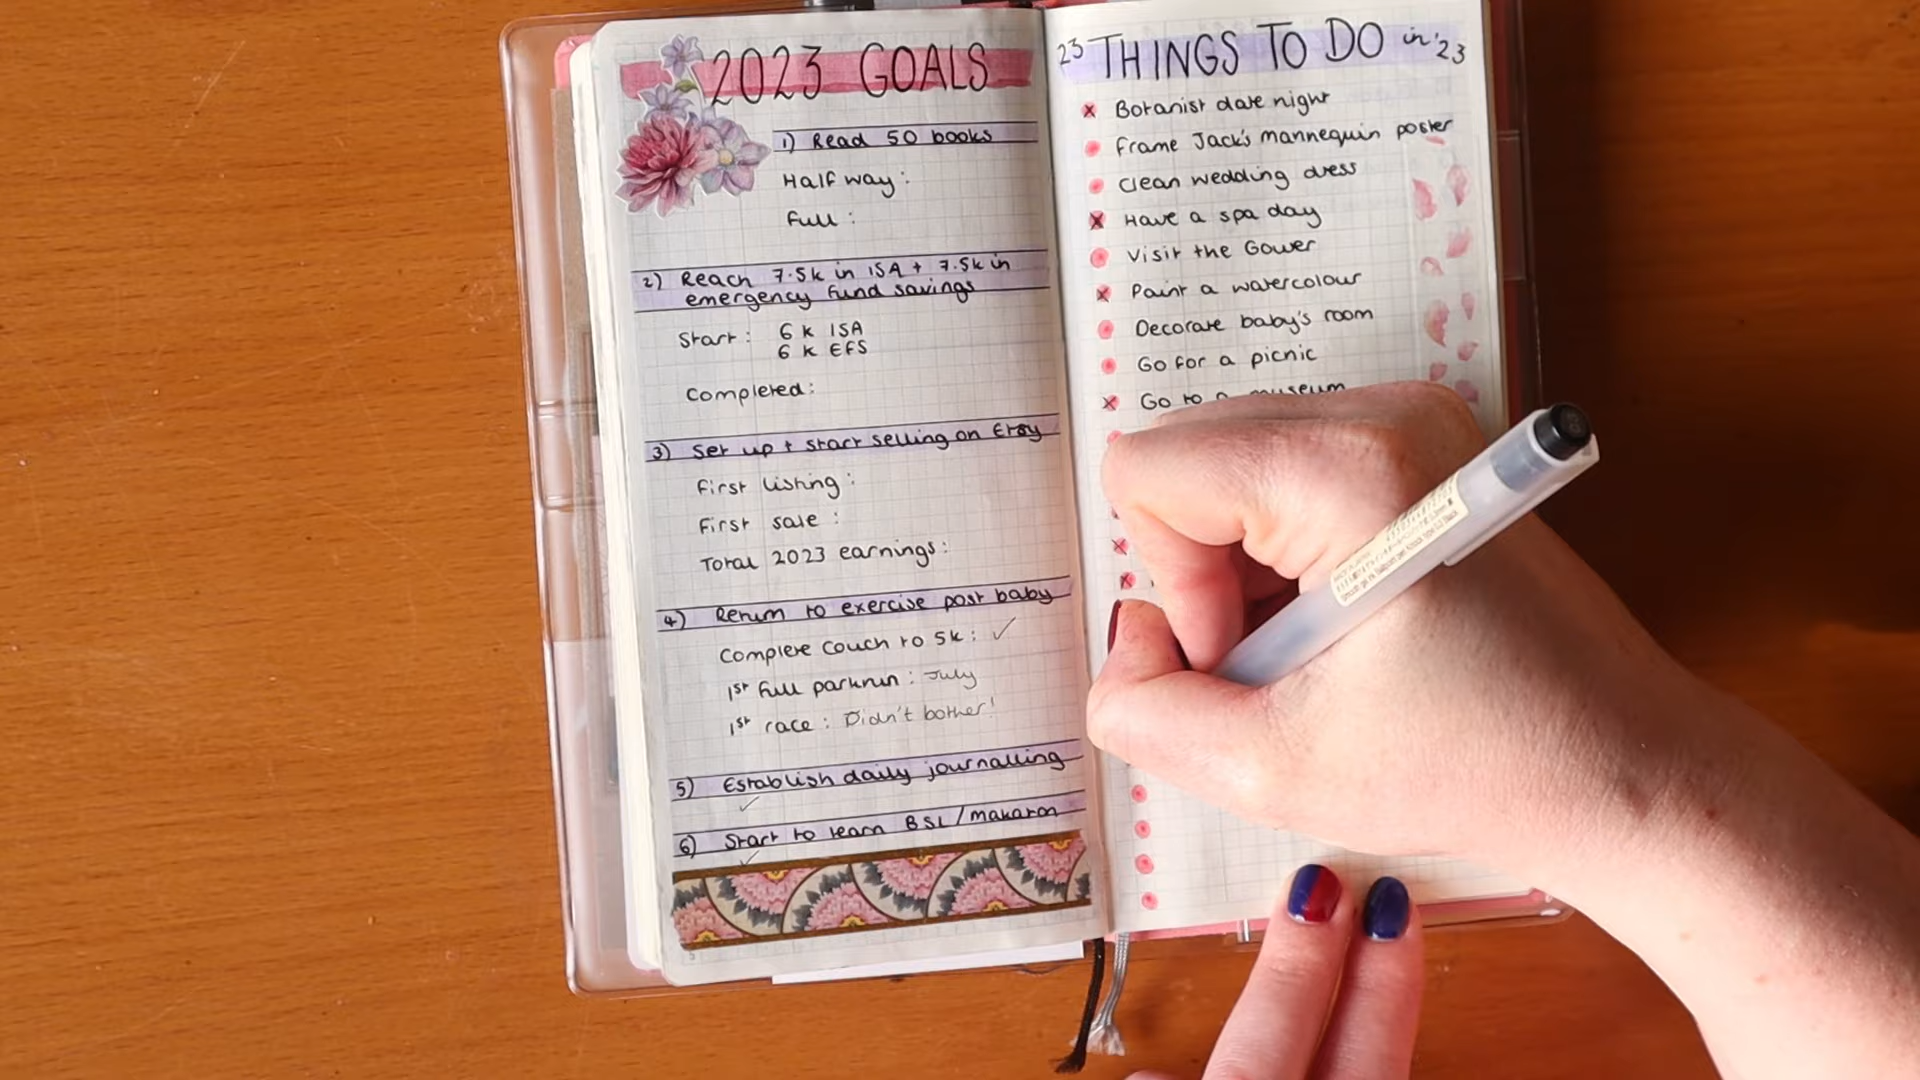 2023 GOALS
1) Read 50 books
Half way:
Full:
2) Reach 7.5k in ISA + 7.5k in
emergency fund savings
Start: 6k ISA
6k EFS
Completed:
3) Set up + start selling on Etsy
First listing:
First sale:
Total 2023 earnings:
4) Return to exercise post baby
Complete Couch to 5k: ✓
1st full parkrun: July
1st race: Didn't bother!
5) Establish daily journalling
✓
6) Start to learn BSL/makaton
✓
23 THINGS TO DO in '23
Botanist date night
Frame Jack's mannequin poster
Clean wedding dress
Have a spa day
Visit the Gower
Paint a watercolour
Decorate baby's room
Go for a picnic
Go to a museum